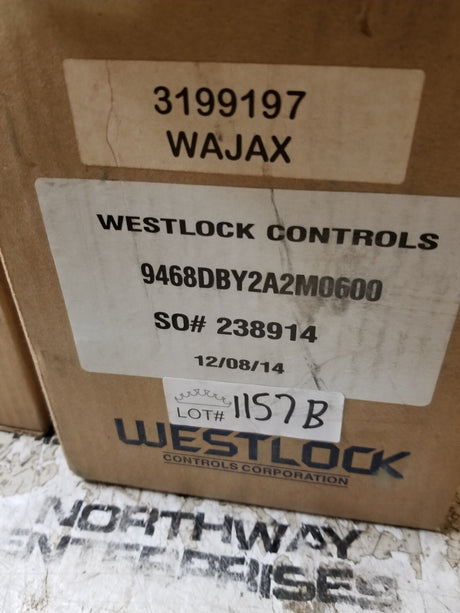 3199197
WAJAX
WESTLOCK CONTROLS
9468DBY2A2M0600
SO# 238914
12/08/14
LOT# 1157B
WESTLOCK
CONTROLS CORPORATION
NORTHWAY
ENTERPRISES